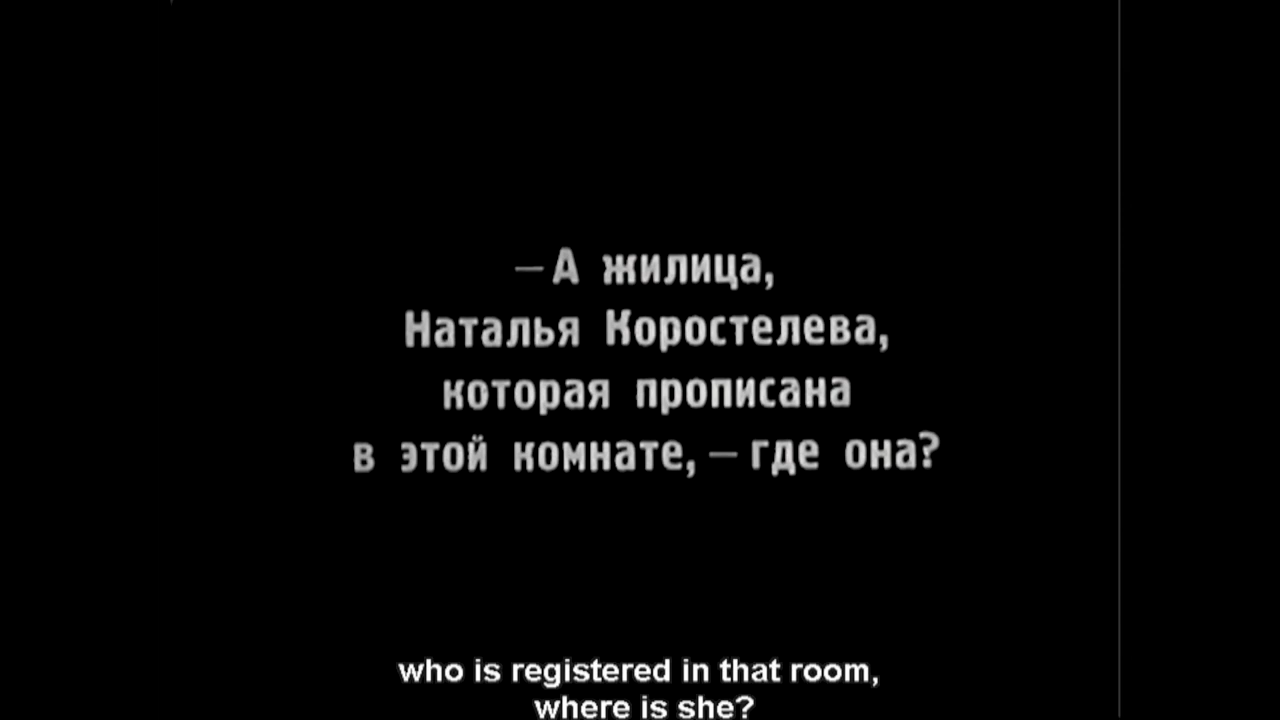 — А жилица,
Наталья Коростелева,
которая прописана
в этой комнате, — где она?
who is registered in that room,
where is she?